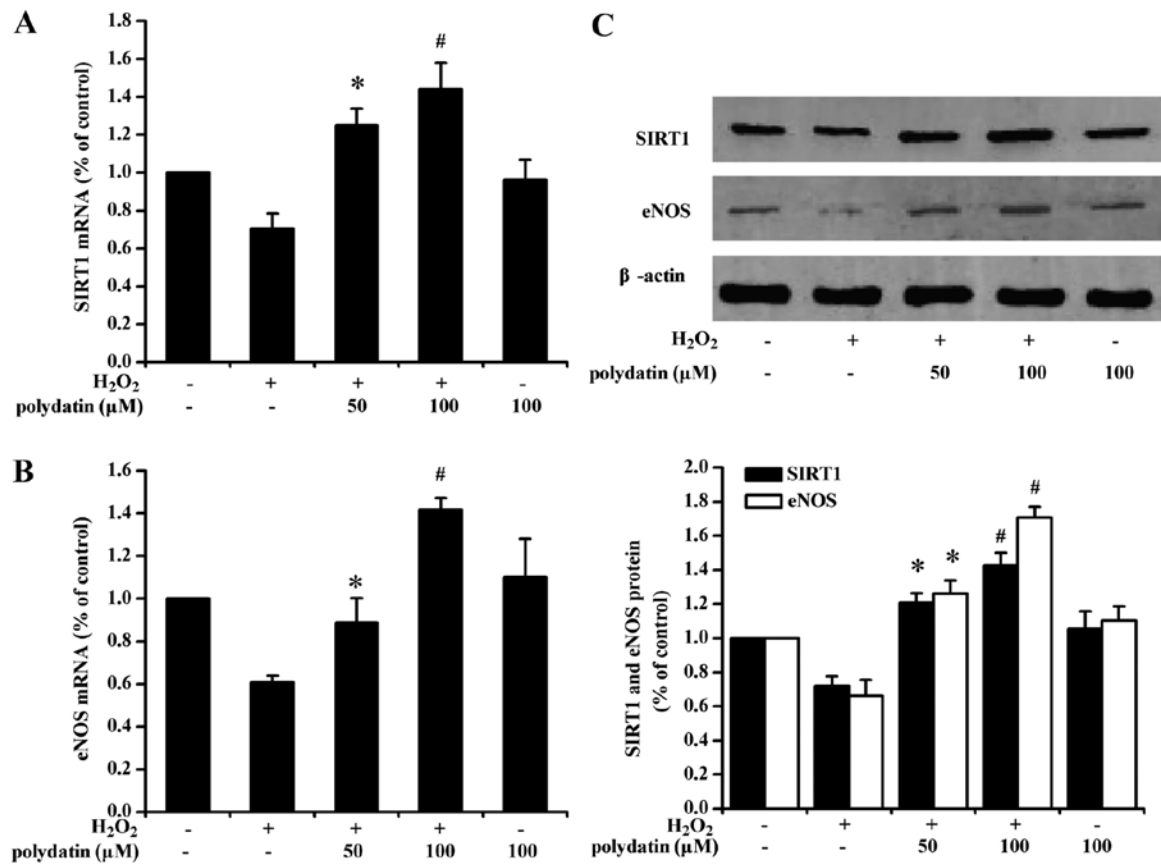 A
SIRT1 mRNA (% of control)
1.8
1.6
1.4
1.2
1.0
0.8
0.6
0.4
0.2
0.0
*
#
H₂O₂ - + + + -
polydatin (μM) - - 50 100 100
B
eNOS mRNA (% of control)
1.6
1.4
1.2
1.0
0.8
0.6
0.4
0.2
0.0
*
#
H₂O₂ - + + + -
polydatin (μM) - - 50 100 100
C
SIRT1
eNOS
β -actin
H₂O₂ - + + + -
polydatin (μM) - - 50 100 100
SIRT1 and eNOS protein
(% of control)
2.0
1.8
1.6
1.4
1.2
1.0
0.8
0.6
0.4
0.2
0.0
SIRT1
eNOS
* *
# #
H₂O₂ - + + + -
polydatin (μM) - - 50 100 100